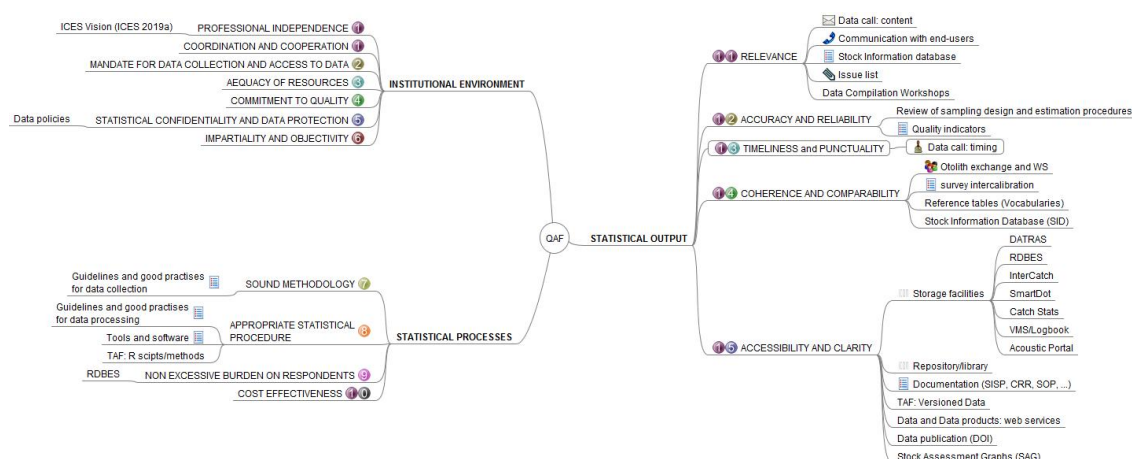 ICES Vision (ICES 2019a)
PROFESSIONAL INDEPENDENCE 1
COORDINATION AND COOPERATION 1
MANDATE FOR DATA COLLECTION AND ACCESS TO DATA 2
AEQUACY OF RESOURCES 3
COMMITMENT TO QUALITY 4
Data policies
STATISTICAL CONFIDENTIALITY AND DATA PROTECTION 5
IMPARTIALITY AND OBJECTIVITY 6
INSTITUTIONAL ENVIRONMENT
Guidelines and good practises
for data collection
SOUND METHODOLOGY 7
Guidelines and good practises
for data processing
Tools and software
TAF: R scipts/methods
APPROPRIATE STATISTICAL
PROCEDURE 8
RDBES
NON EXCESSIVE BURDEN ON RESPONDENTS 9
COST EFFECTIVENESS 1 0
STATISTICAL PROCESSES
QAF
STATISTICAL OUTPUT
1 1 RELEVANCE
Data call: content
Communication with end-users
Stock Information database
Issue list
Data Compilation Workshops
1 2 ACCURACY AND RELIABILITY
Review of sampling design and estimation procedures
Quality indicators
1 3 TIMELINESS and PUNCTUALITY
Data call: timing
1 4 COHERENCE AND COMPARABILITY
Otolith exchange and WS
survey intercalibration
Reference tables (Vocabularies)
Stock Information Database (SID)
1 5 ACCESSIBILITY AND CLARITY
Storage facilities
DATRAS
RDBES
InterCatch
SmartDot
Catch Stats
VMS/Logbook
Acoustic Portal
Repository/library
Documentation (SISP, CRR, SOP, ...)
TAF: Versioned Data
Data and Data products: web services
Data publication (DOI)
Stock Assessment Graphs (SAG)